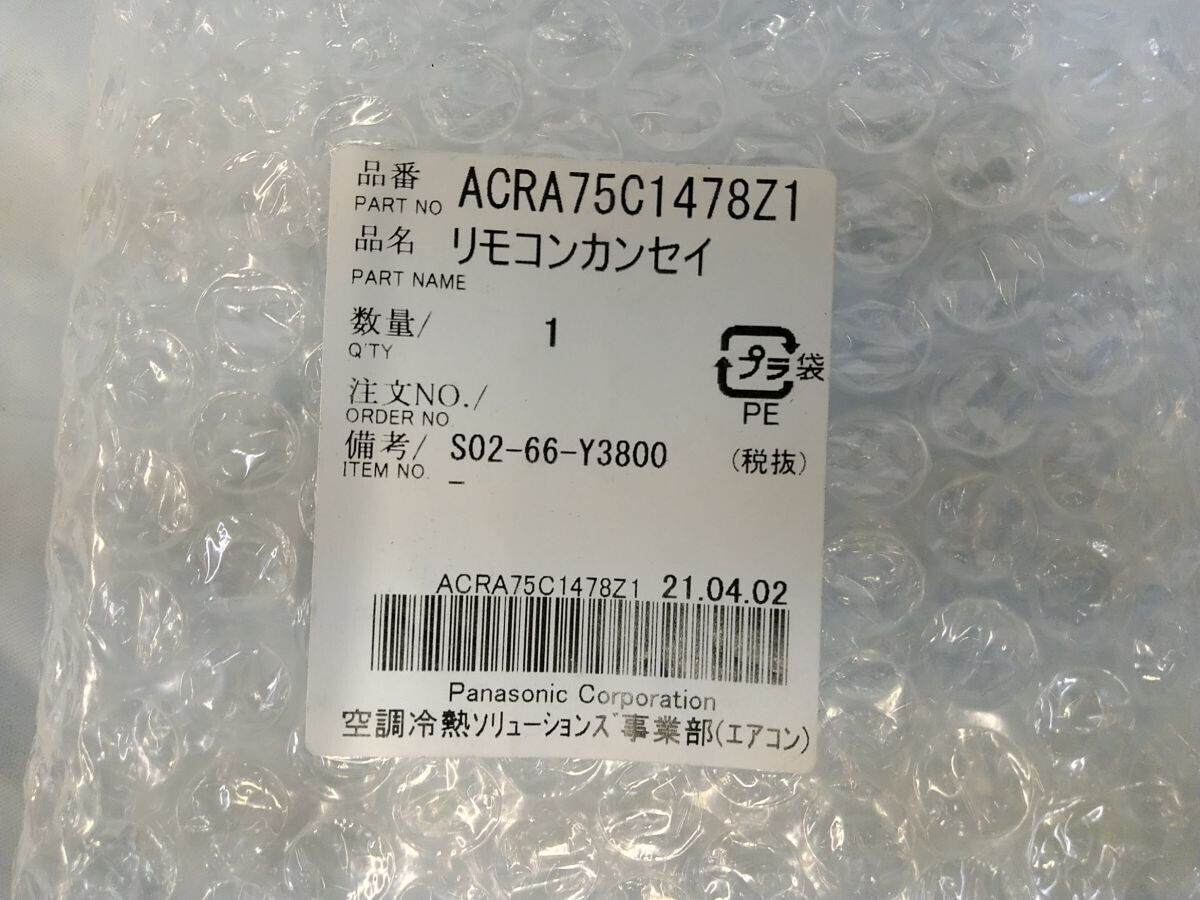 品番 ACRA75C1478Z1
PART NO
品名 リモコンカンセイ
PART NAME
数量/ 1
Q'TY
プラ 袋
PE
注文NO./
ORDER NO.
備考/ S02-66-Y3800 (税抜)
ITEM NO. –
ACRA75C1478Z1 21.04.02
Panasonic Corporation
空調冷熱ソリューションズ事業部(エアコン)